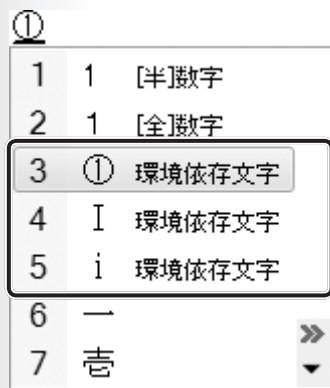 ①
1 1 [半]数字
2 1 [全]数字
3 ① 環境依存文字
4 Ⅰ 環境依存文字
5 ⅰ 環境依存文字
6 一
7 壱